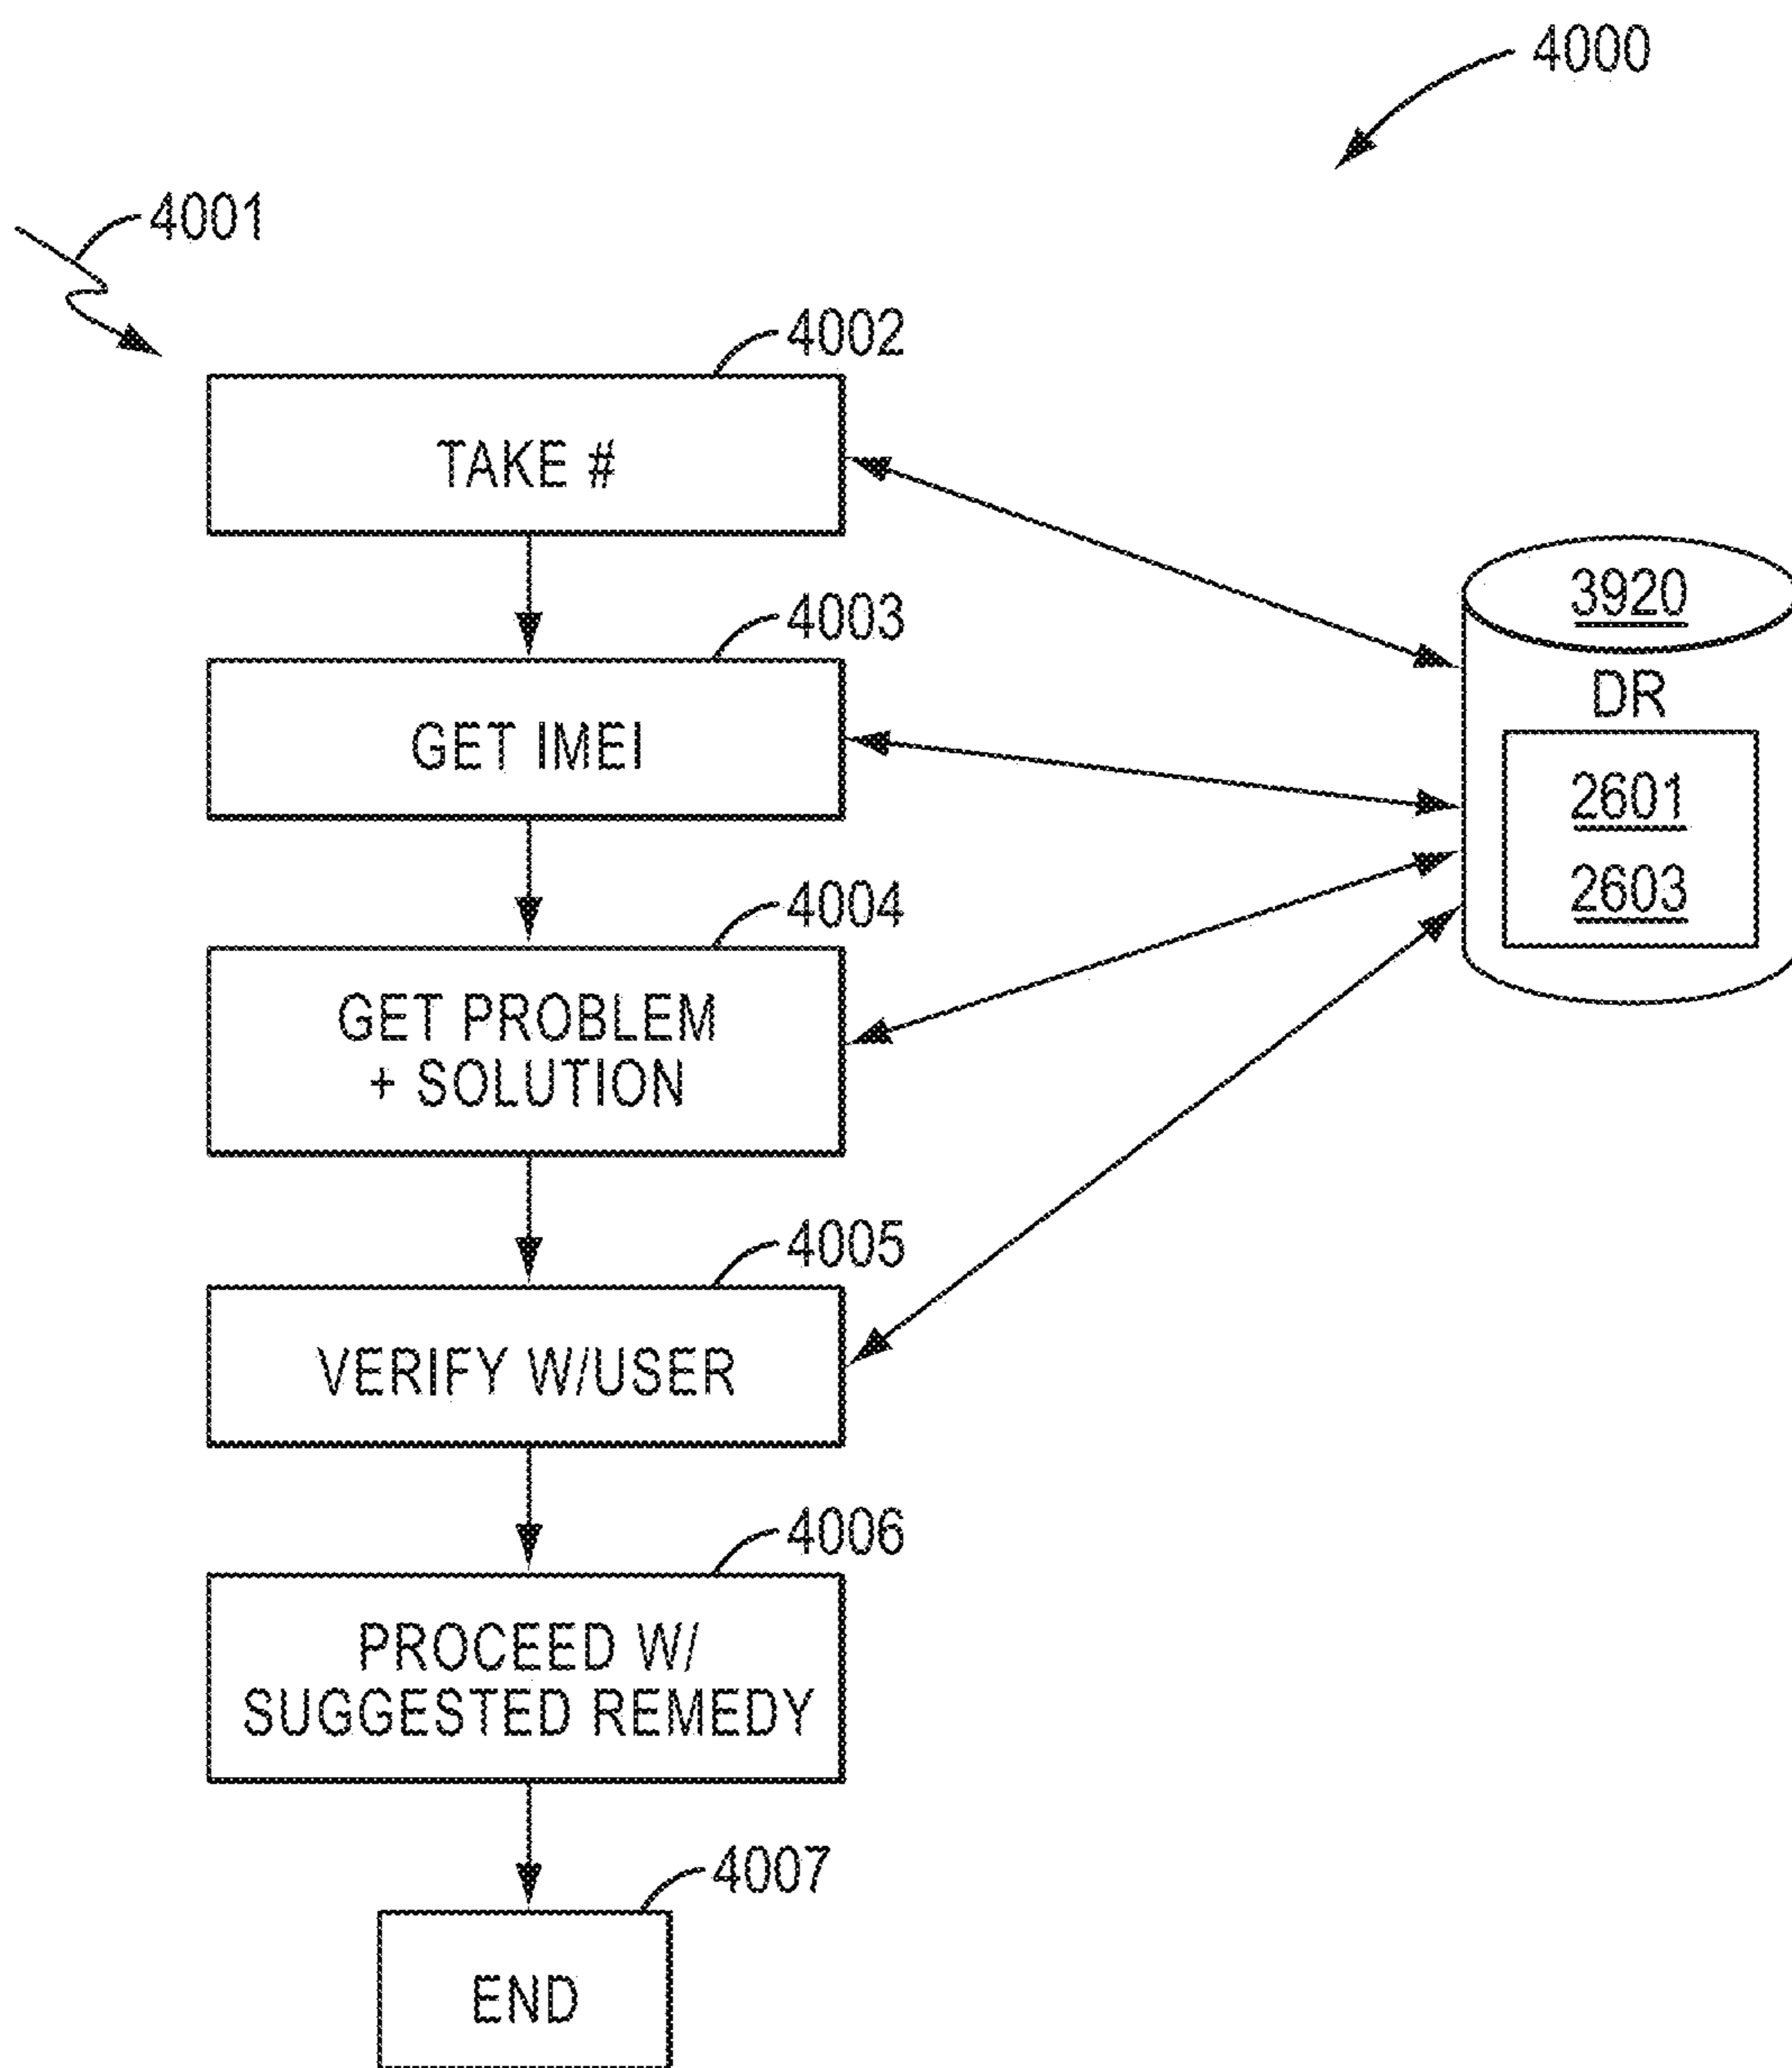 4000
4001
4002
TAKE #
4003
GET IMEI
4004
GET PROBLEM
+ SOLUTION
4005
VERIFY W/USER
4006
PROCEED W/
SUGGESTED REMEDY
4007
END
3920
DR
2601
2603